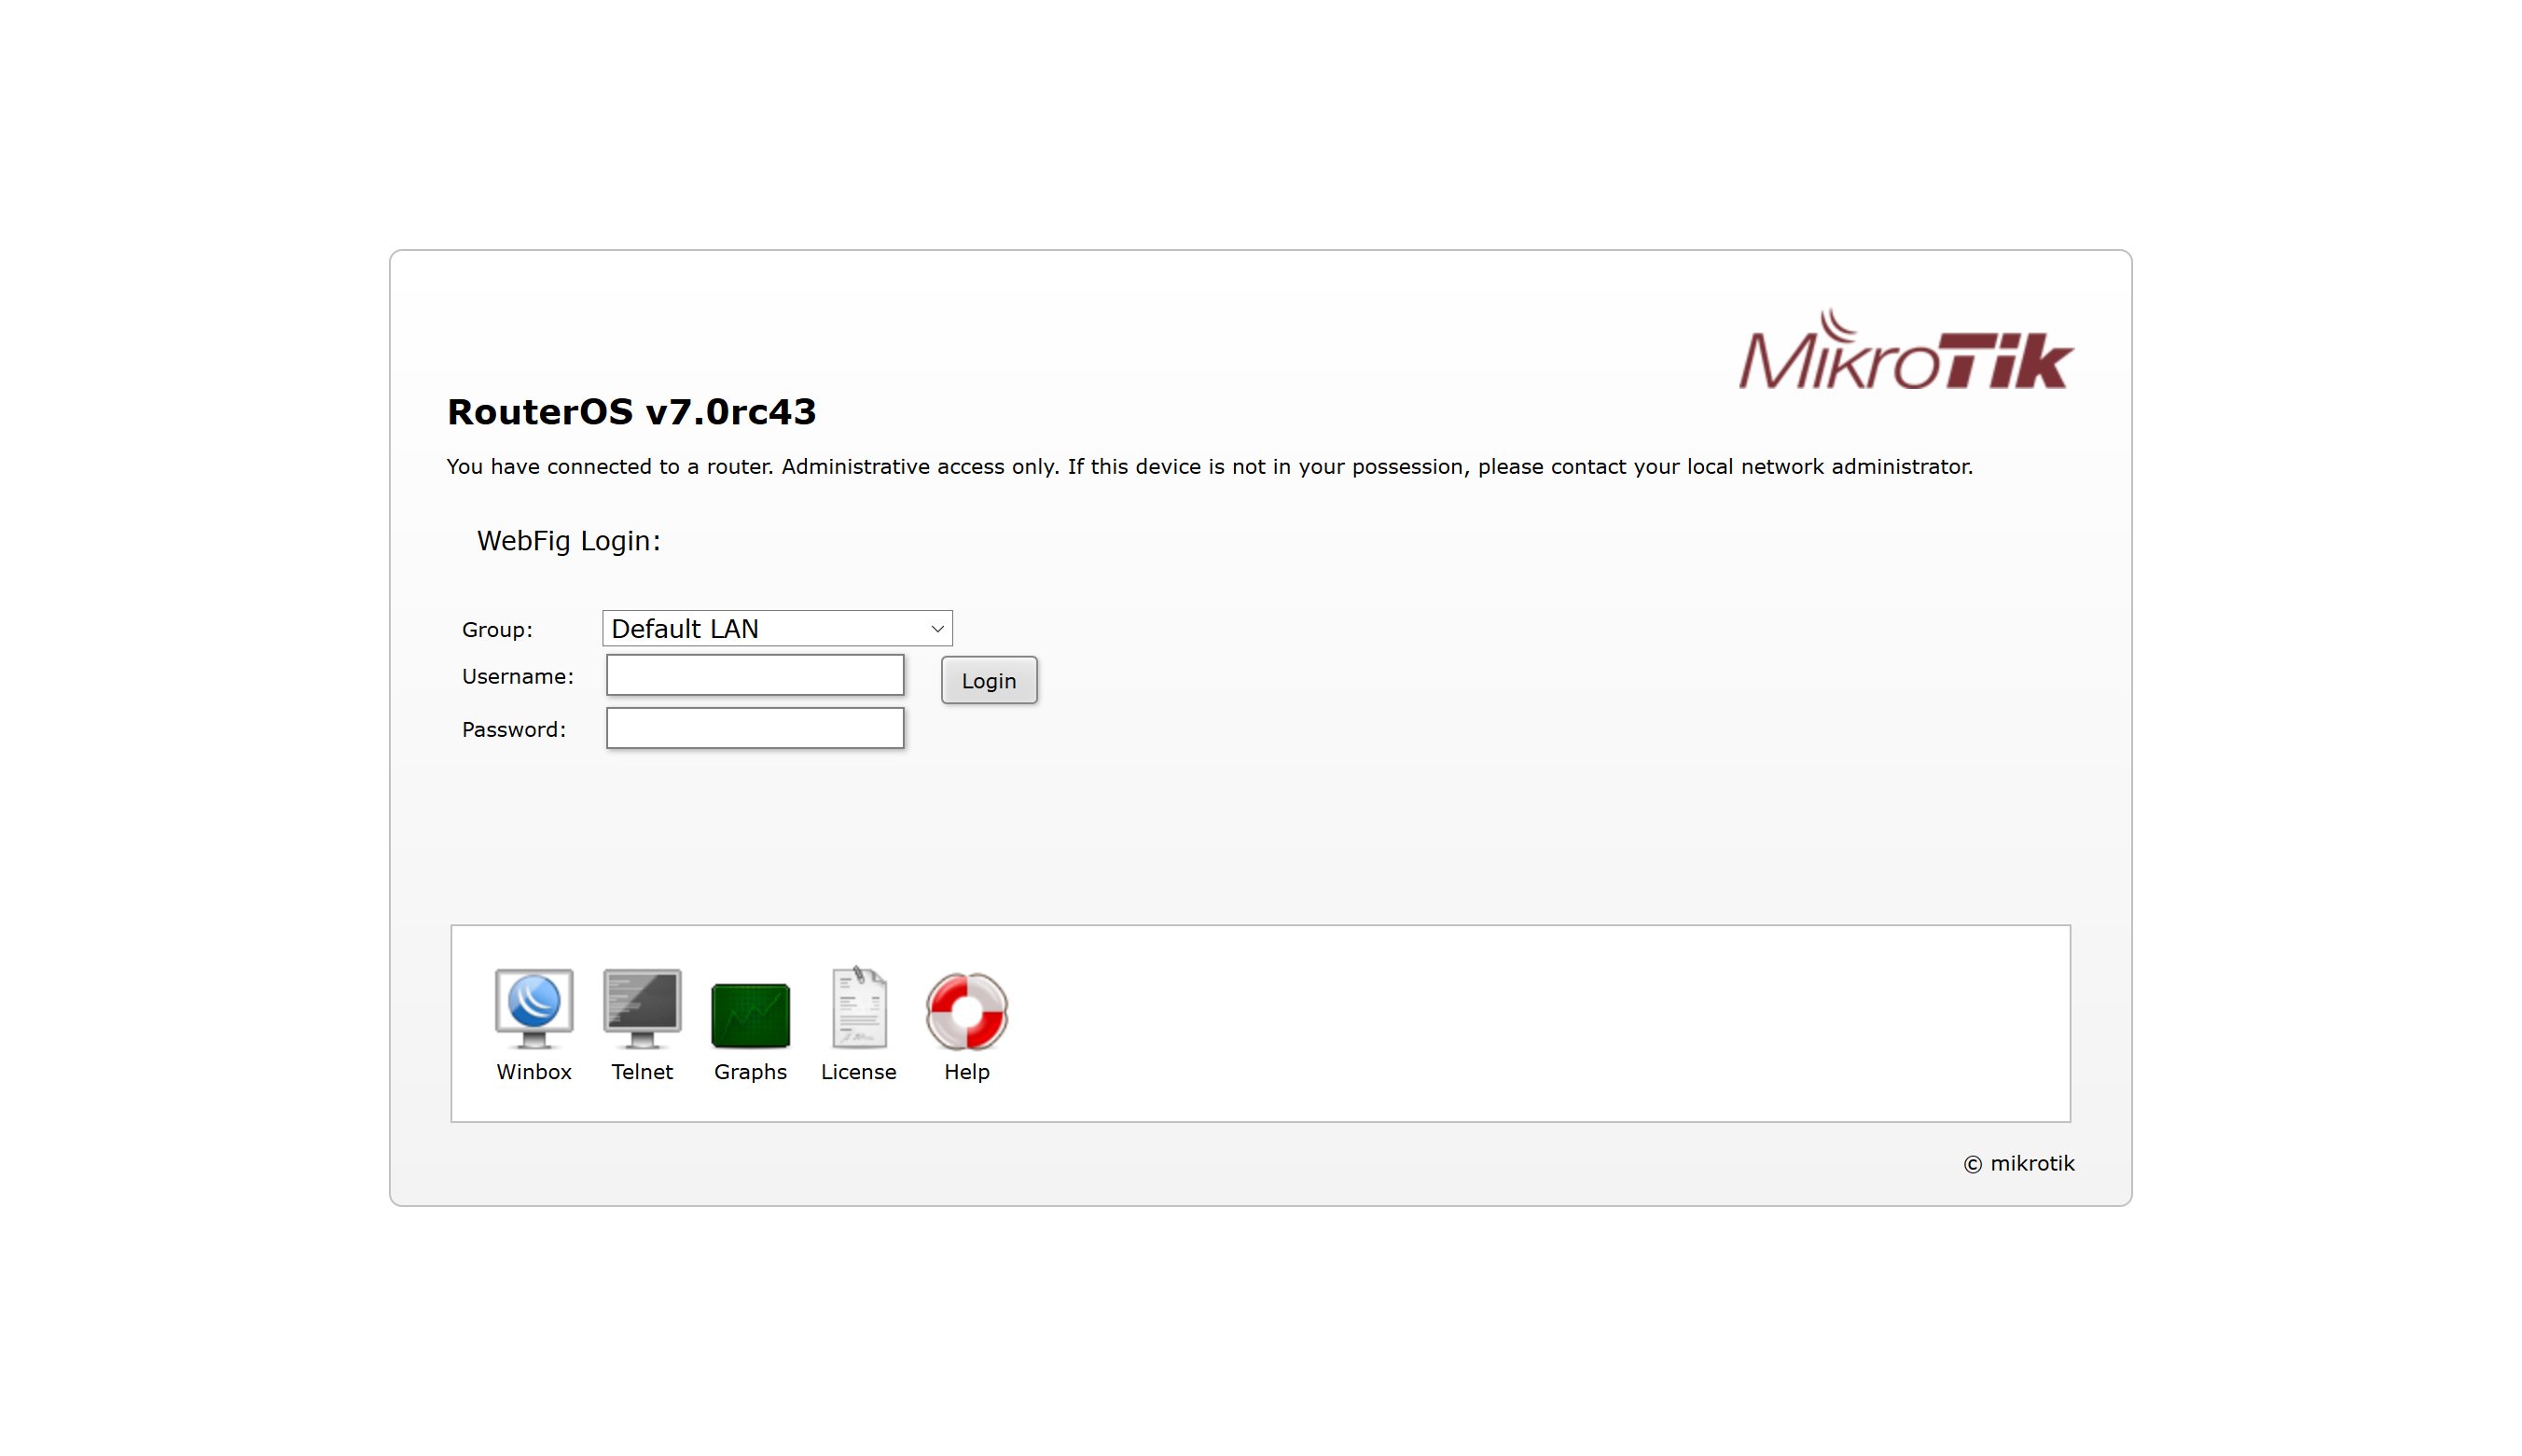 MikroTik
RouterOS v7.0rc43
You have connected to a router. Administrative access only. If this device is not in your possession, please contact your local network administrator.
WebFig Login:
Group: Default LAN
Username:
Login
Password:
Winbox Telnet Graphs License Help
© mikrotik